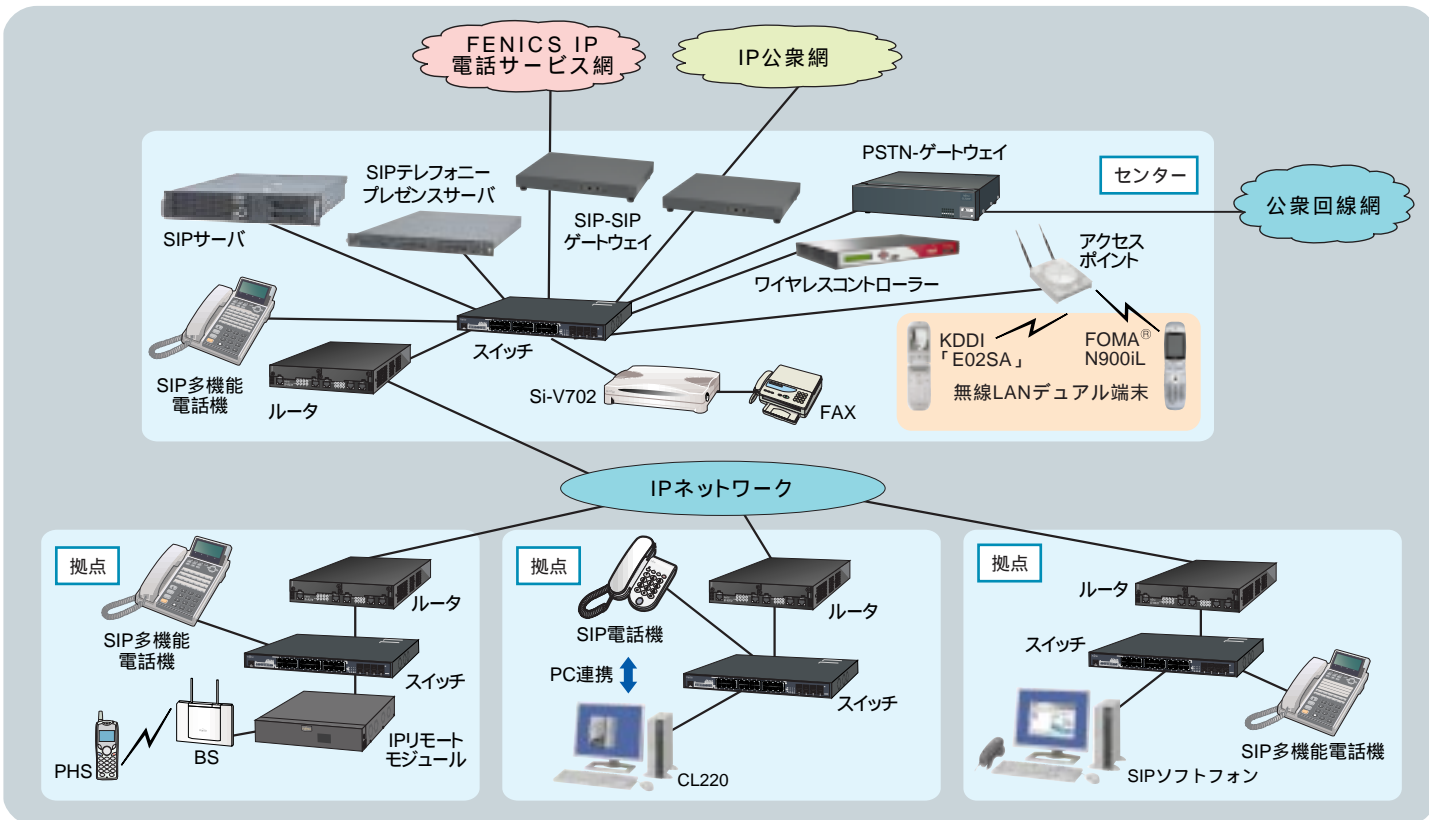 FENICS IP
電話サービス網
IP公衆網
センター
公衆回線網
SIPサーバ
SIPテレフォニー
プレゼンスサーバ
SIP-SIP
ゲートウェイ
PSTN-ゲートウェイ
ワイヤレスコントローラー
アクセス
ポイント
SIP多機能
電話機
ルータ
スイッチ
Si-V702
FAX
KDDI
「E02SA」
FOMA®
N900iL
無線LANデュアル端末
IPネットワーク
拠点
SIP多機能
電話機
ルータ
スイッチ
PHS
BS
IPリモート
モジュール
拠点
SIP電話機
PC連携
ルータ
スイッチ
CL220
拠点
ルータ
スイッチ
SIPソフトフォン
SIP多機能電話機